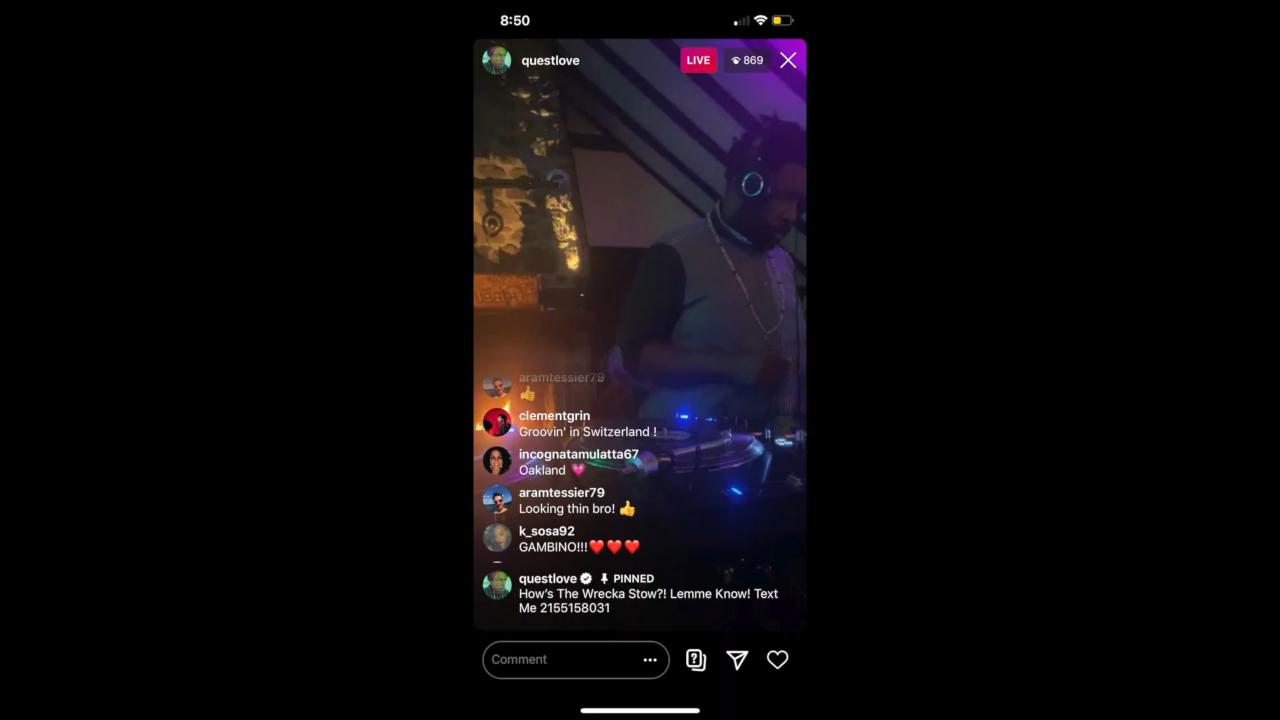 8:50
questlove
LIVE
869
aramtessier79
👍
clementgrin
Groovin' in Switzerland !
incognatamulatta67
Oakland 💗
aramtessier79
Looking thin bro! 👍
k_sosa92
GAMBINO!!!❤️❤️❤️
questlove PINNED
How's The Wrecka Stow?! Lemme Know! Text
Me 2155158031
Comment